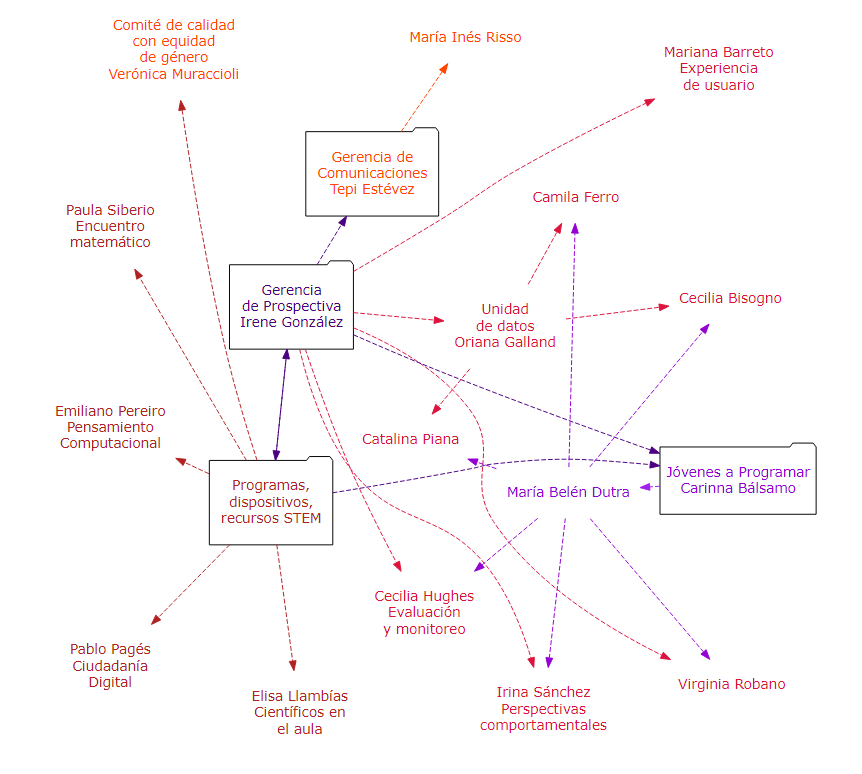 Comité de calidad
con equidad
de género
Verónica Muraccioli
María Inés Risso
Mariana Barreto
Experiencia
de usuario
Gerencia de
Comunicaciones
Tepi Estévez
Paula Siberio
Encuentro
matemático
Camila Ferro
Gerencia
de Prospectiva
Irene González
Unidad
de datos
Oriana Galland
Cecilia Bisogno
Emiliano Pereiro
Pensamiento
Computacional
Catalina Piana
Programas,
dispositivos,
recursos STEM
María Belén Dutra
Jóvenes a Programar
Carinna Bálsamo
Cecilia Hughes
Evaluación
y monitoreo
Pablo Pagés
Ciudadanía
Digital
Elisa Llambías
Científicos en
el aula
Irina Sánchez
Perspectivas
comportamentales
Virginia Robano